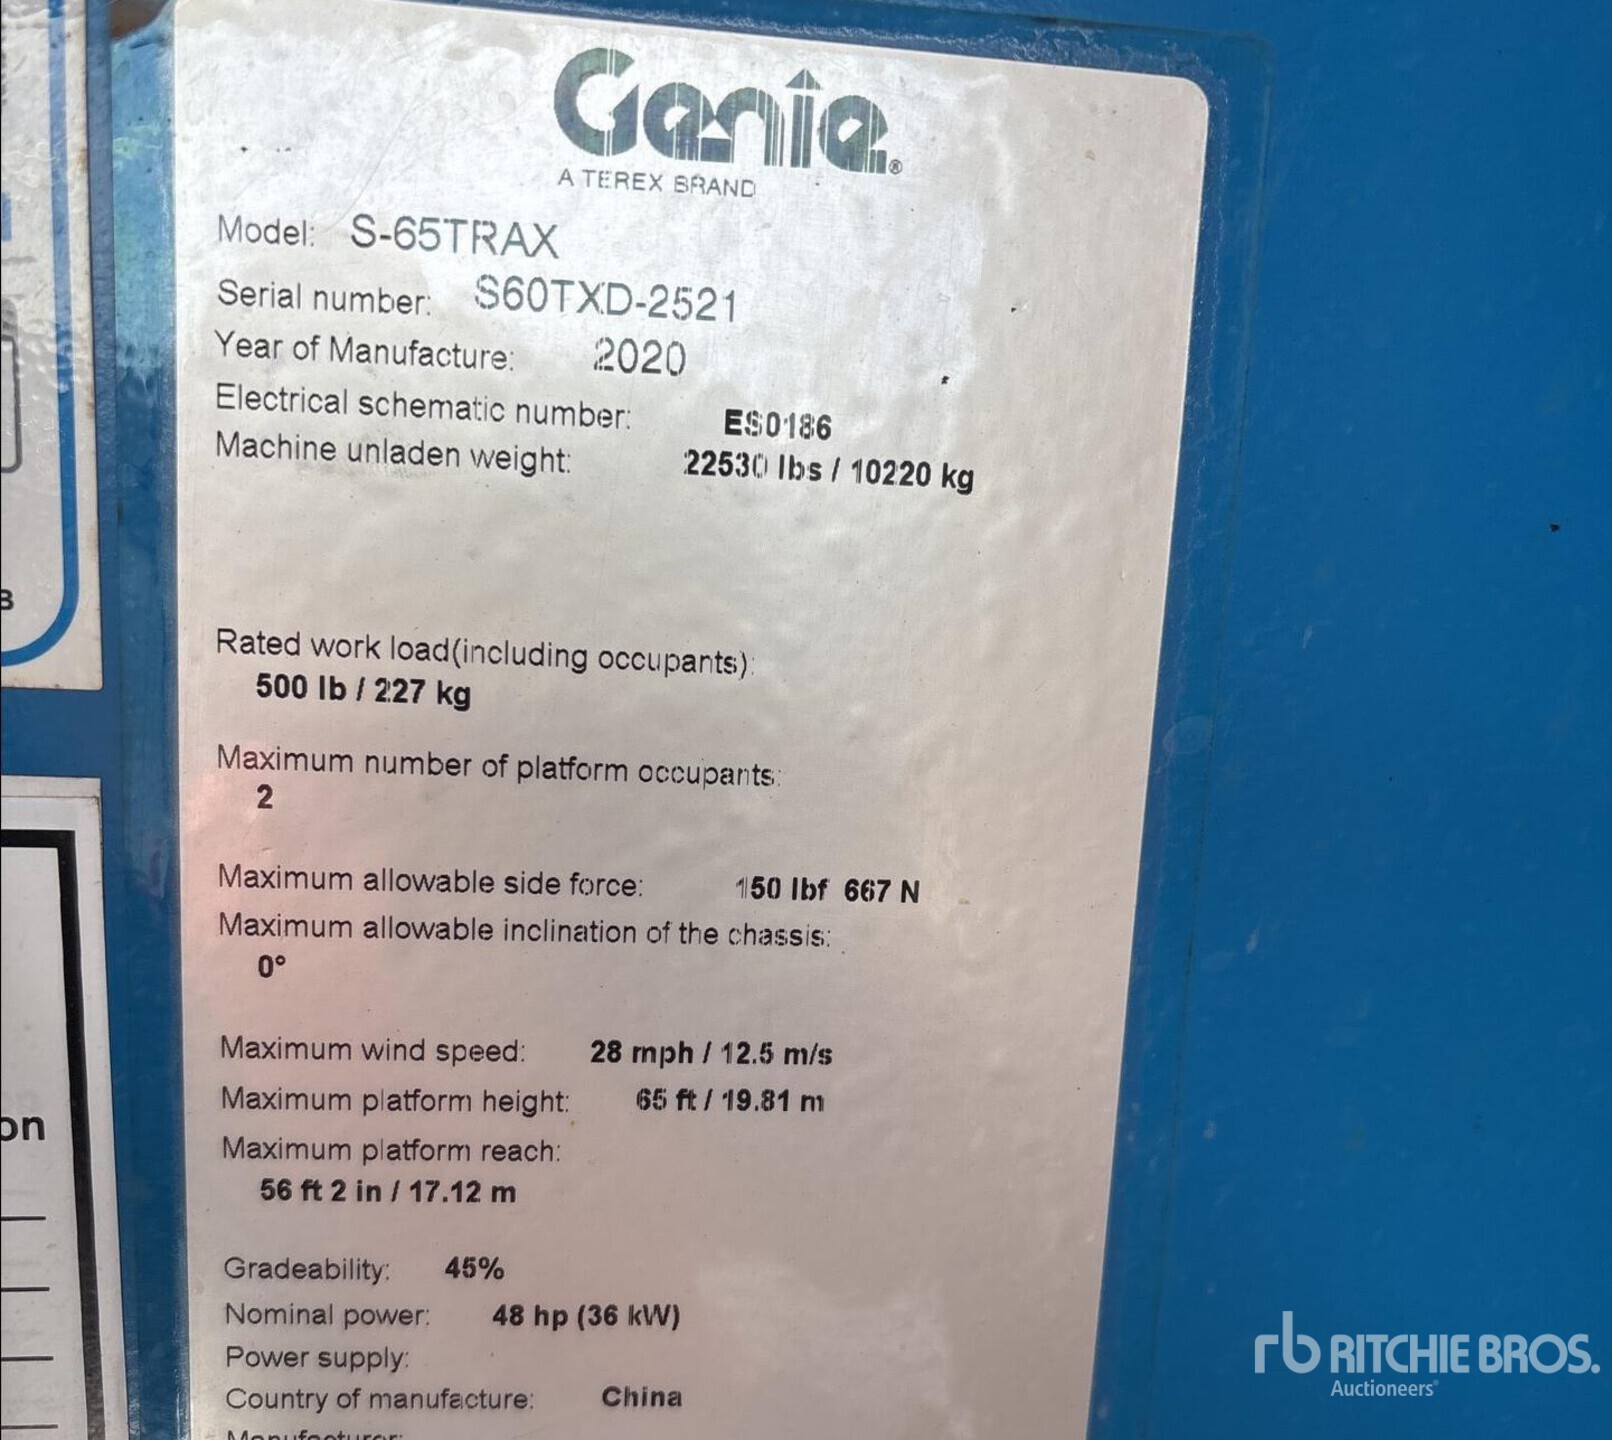 Genie®
A TEREX BRAND
Model: S-65TRAX
Serial number: S60TXD-2521
Year of Manufacture: 2020
Electrical schematic number: ES0186
Machine unladen weight: 22530 lbs / 10220 kg
Rated work load(including occupants):
500 lb / 227 kg
Maximum number of platform occupants:
2
Maximum allowable side force: 150 lbf 667 N
Maximum allowable inclination of the chassis:
0°
Maximum wind speed: 28 mph / 12.5 m/s
Maximum platform height: 65 ft / 19.81 m
Maximum platform reach:
56 ft 2 in / 17.12 m
Gradeability: 45%
Nominal power: 48 hp (36 kW)
Power supply:
Country of manufacture: China
Manufacturer:
on
rb RITCHIE BROS.
Auctioneers